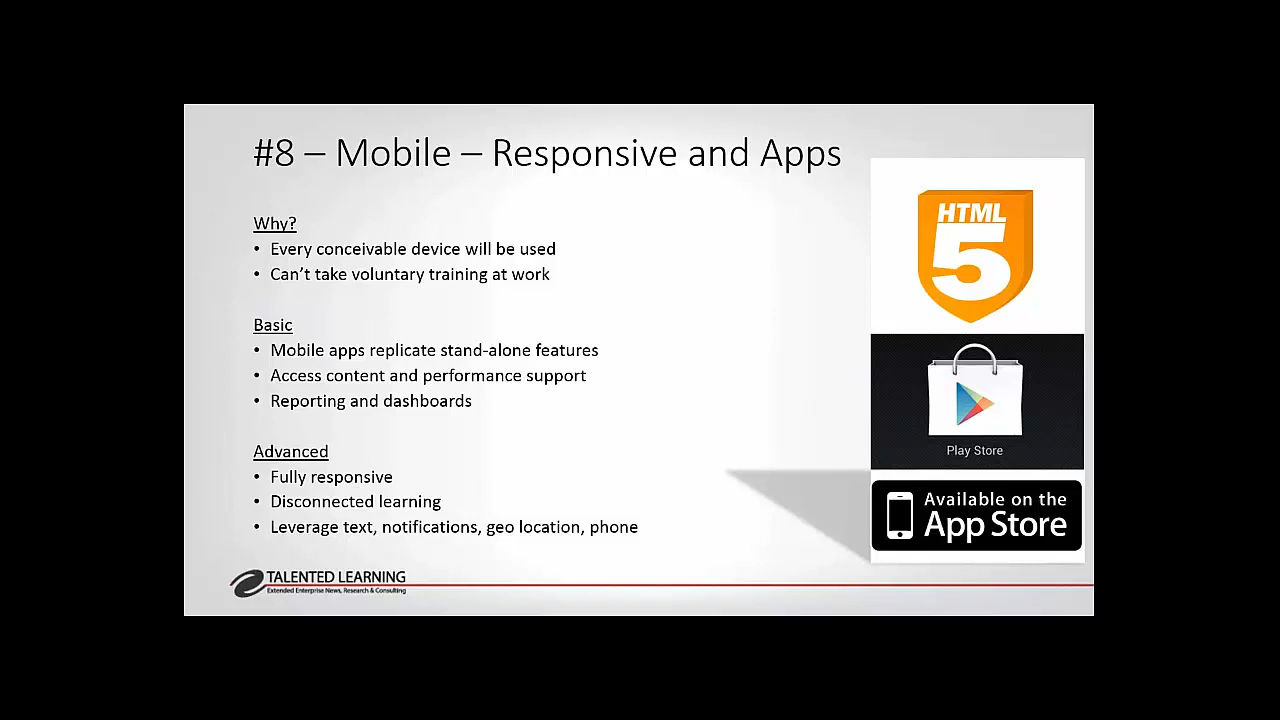 #8 – Mobile – Responsive and Apps
Why?
• Every conceivable device will be used
• Can’t take voluntary training at work
Basic
• Mobile apps replicate stand-alone features
• Access content and performance support
• Reporting and dashboards
Advanced
• Fully responsive
• Disconnected learning
• Leverage text, notifications, geo location, phone
HTML
5
Play Store
Available on the
App Store
TALENTED LEARNING
Extended Enterprise News, Research & Consulting